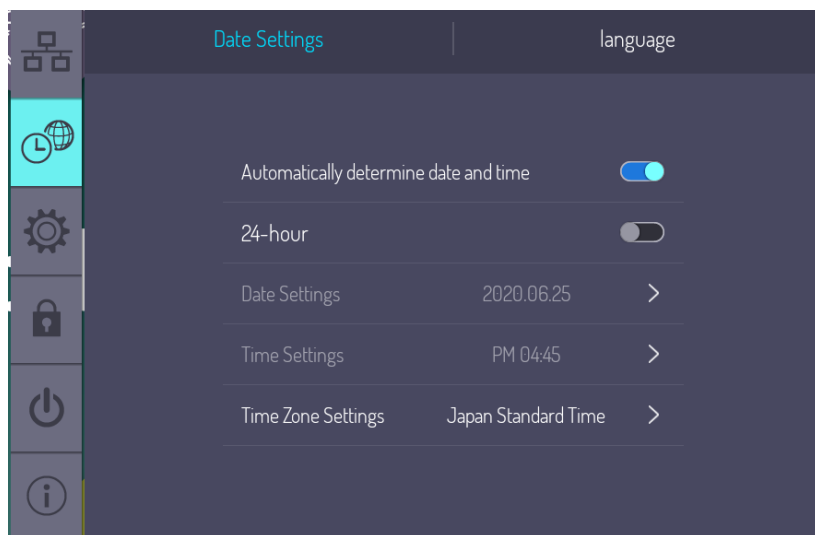 Date Settings
language
Automatically determine date and time
24-hour
Date Settings 2020.06.25
Time Settings PM 04:45
Time Zone Settings Japan Standard Time